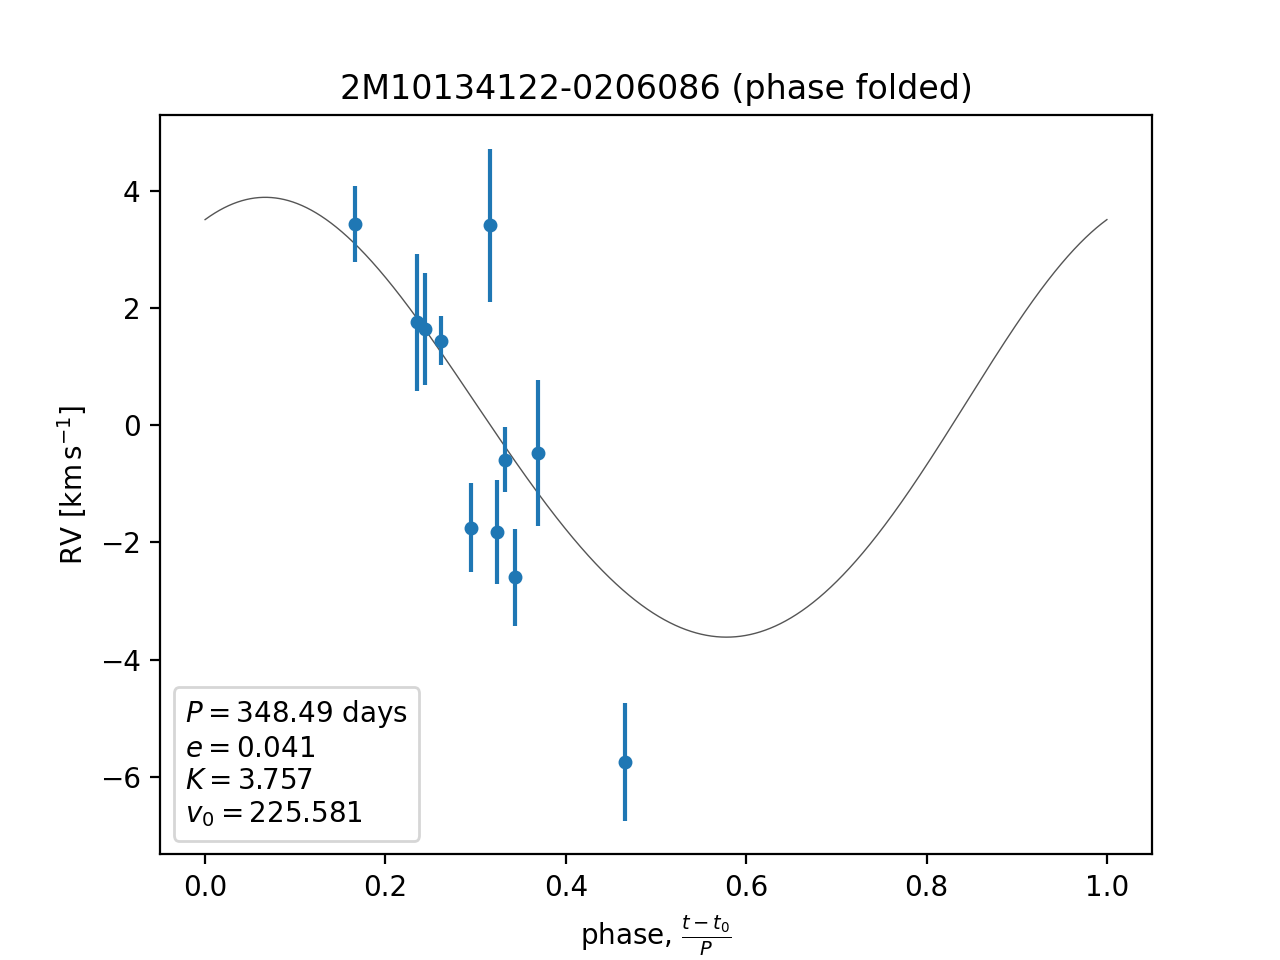 2M10134122-0206086 (phase folded)
RV [km s⁻¹]
4
2
0
−2
−4
−6
P = 348.49 days
e = 0.041
K = 3.757
v₀ = 225.581
0.0 0.2 0.4 0.6 0.8 1.0
phase, (t − t₀)/P